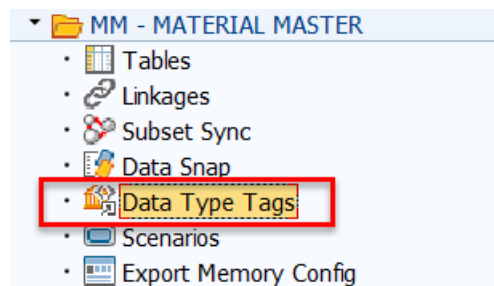 MM - MATERIAL MASTER
Tables
Linkages
Subset Sync
Data Snap
Data Type Tags
Scenarios
Export Memory Config